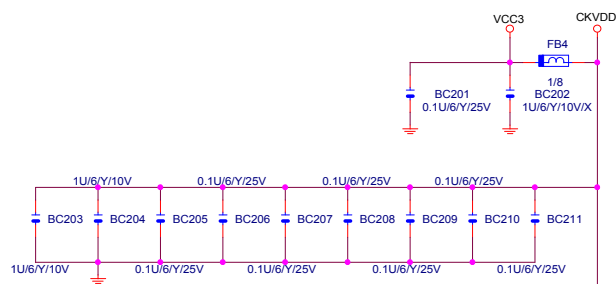 VCC3 CKVDD
FB4
1/8
BC201 BC202
0.1U/6/Y/25V 1U/6/Y/10V/X
1U/6/Y/10V 0.1U/6/Y/25V 0.1U/6/Y/25V 0.1U/6/Y/25V
BC203 BC204 BC205 BC206 BC207 BC208 BC209 BC210 BC211
1U/6/Y/10V 0.1U/6/Y/25V 0.1U/6/Y/25V 0.1U/6/Y/25V 0.1U/6/Y/25V